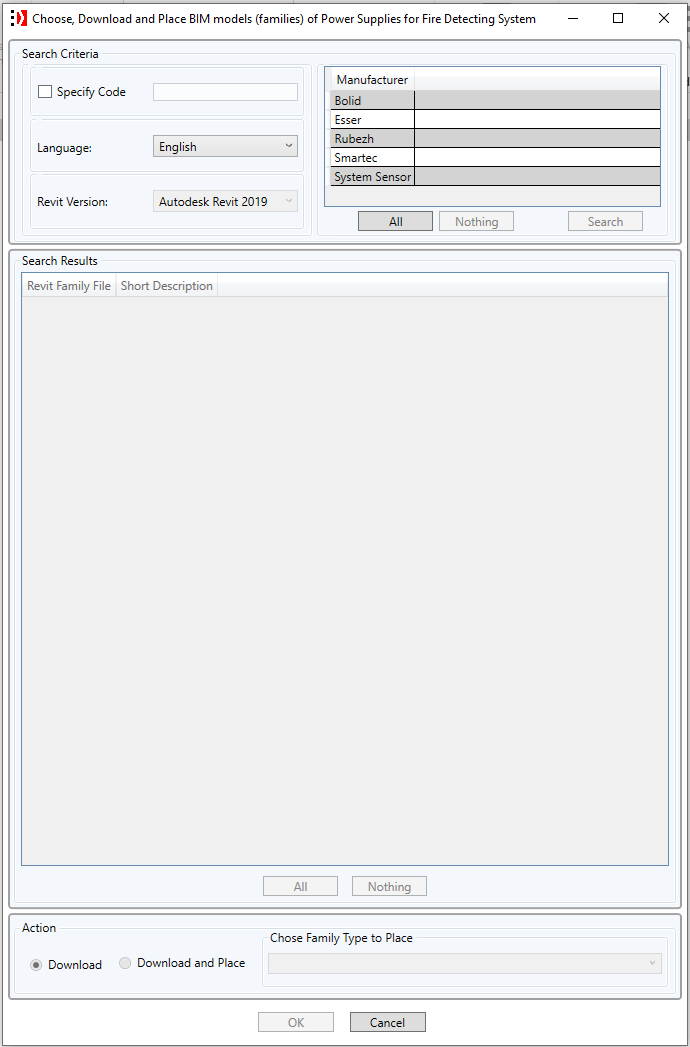 Choose, Download and Place BIM models (families) of Power Supplies for Fire Detecting System
Search Criteria
Specify Code
Language:
English
Revit Version:
Autodesk Revit 2019
Manufacturer
Bolid
Esser
Rubezh
Smartec
System Sensor
All Nothing Search
Search Results
Revit Family File Short Description
All Nothing
Action
Download Download and Place
Chose Family Type to Place
OK Cancel